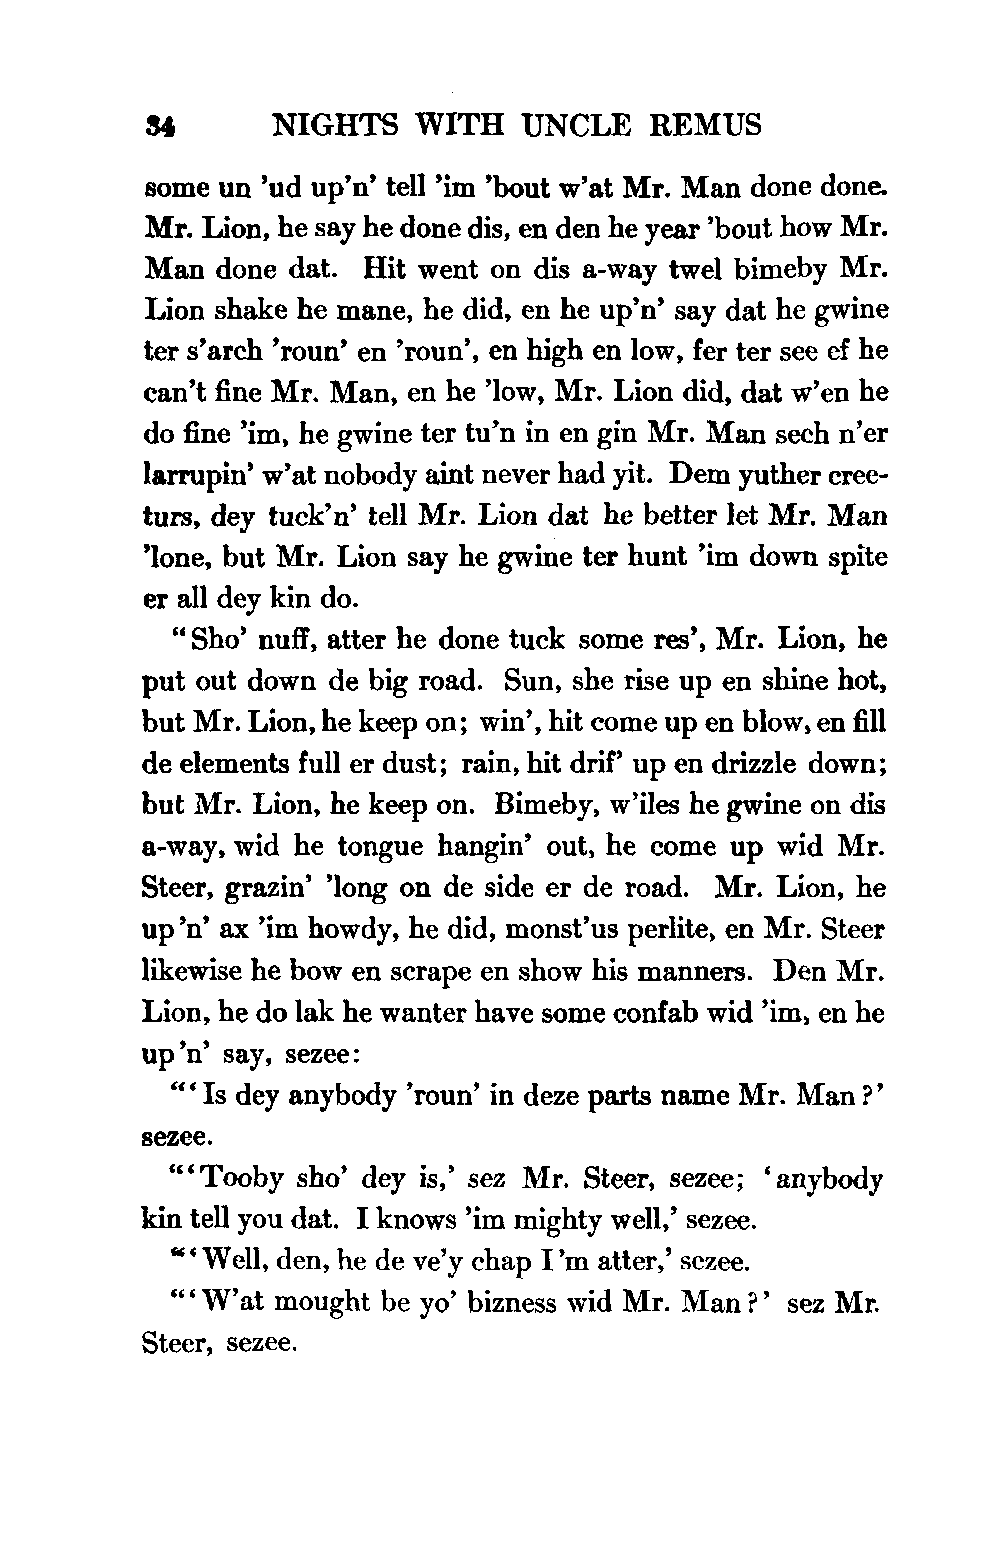 34 NIGHTS WITH UNCLE REMUS
some un 'ud up'n' tell 'im 'bout w'at Mr. Man done done.
Mr. Lion, he say he done dis, en den he year 'bout how Mr.
Man done dat. Hit went on dis a-way twel bimeby Mr.
Lion shake he mane, he did, en he up'n' say dat he gwine
ter s'arch 'roun' en 'roun', en high en low, fer ter see ef he
can't fine Mr. Man, en he 'low, Mr. Lion did, dat w'en he
do fine 'im, he gwine ter tu'n in en gin Mr. Man sech n'er
larrupin' w'at nobody aint never had yit. Dem yuther cree-
turs, dey tuck'n' tell Mr. Lion dat he better let Mr. Man
'lone, but Mr. Lion say he gwine ter hunt 'im down spite
er all dey kin do.
"Sho' nuff, atter he done tuck some res', Mr. Lion, he
put out down de big road. Sun, she rise up en shine hot,
but Mr. Lion, he keep on; win', hit come up en blow, en fill
de elements full er dust; rain, hit drif' up en drizzle down;
but Mr. Lion, he keep on. Bimeby, w'iles he gwine on dis
a-way, wid he tongue hangin' out, he come up wid Mr.
Steer, grazin' 'long on de side er de road. Mr. Lion, he
up 'n' ax 'im howdy, he did, monst'us perlite, en Mr. Steer
likewise he bow en scrape en show his manners. Den Mr.
Lion, he do lak he wanter have some confab wid 'im, en he
up 'n' say, sezee:
"'Is dey anybody 'roun' in deze parts name Mr. Man?'
sezee.
"'Tooby sho' dey is,' sez Mr. Steer, sezee; 'anybody
kin tell you dat. I knows 'im mighty well,' sezee.
"'Well, den, he de ve'y chap I 'm atter,' sezee.
"'W'at mought be yo' bizness wid Mr. Man?' sez Mr.
Steer, sezee.